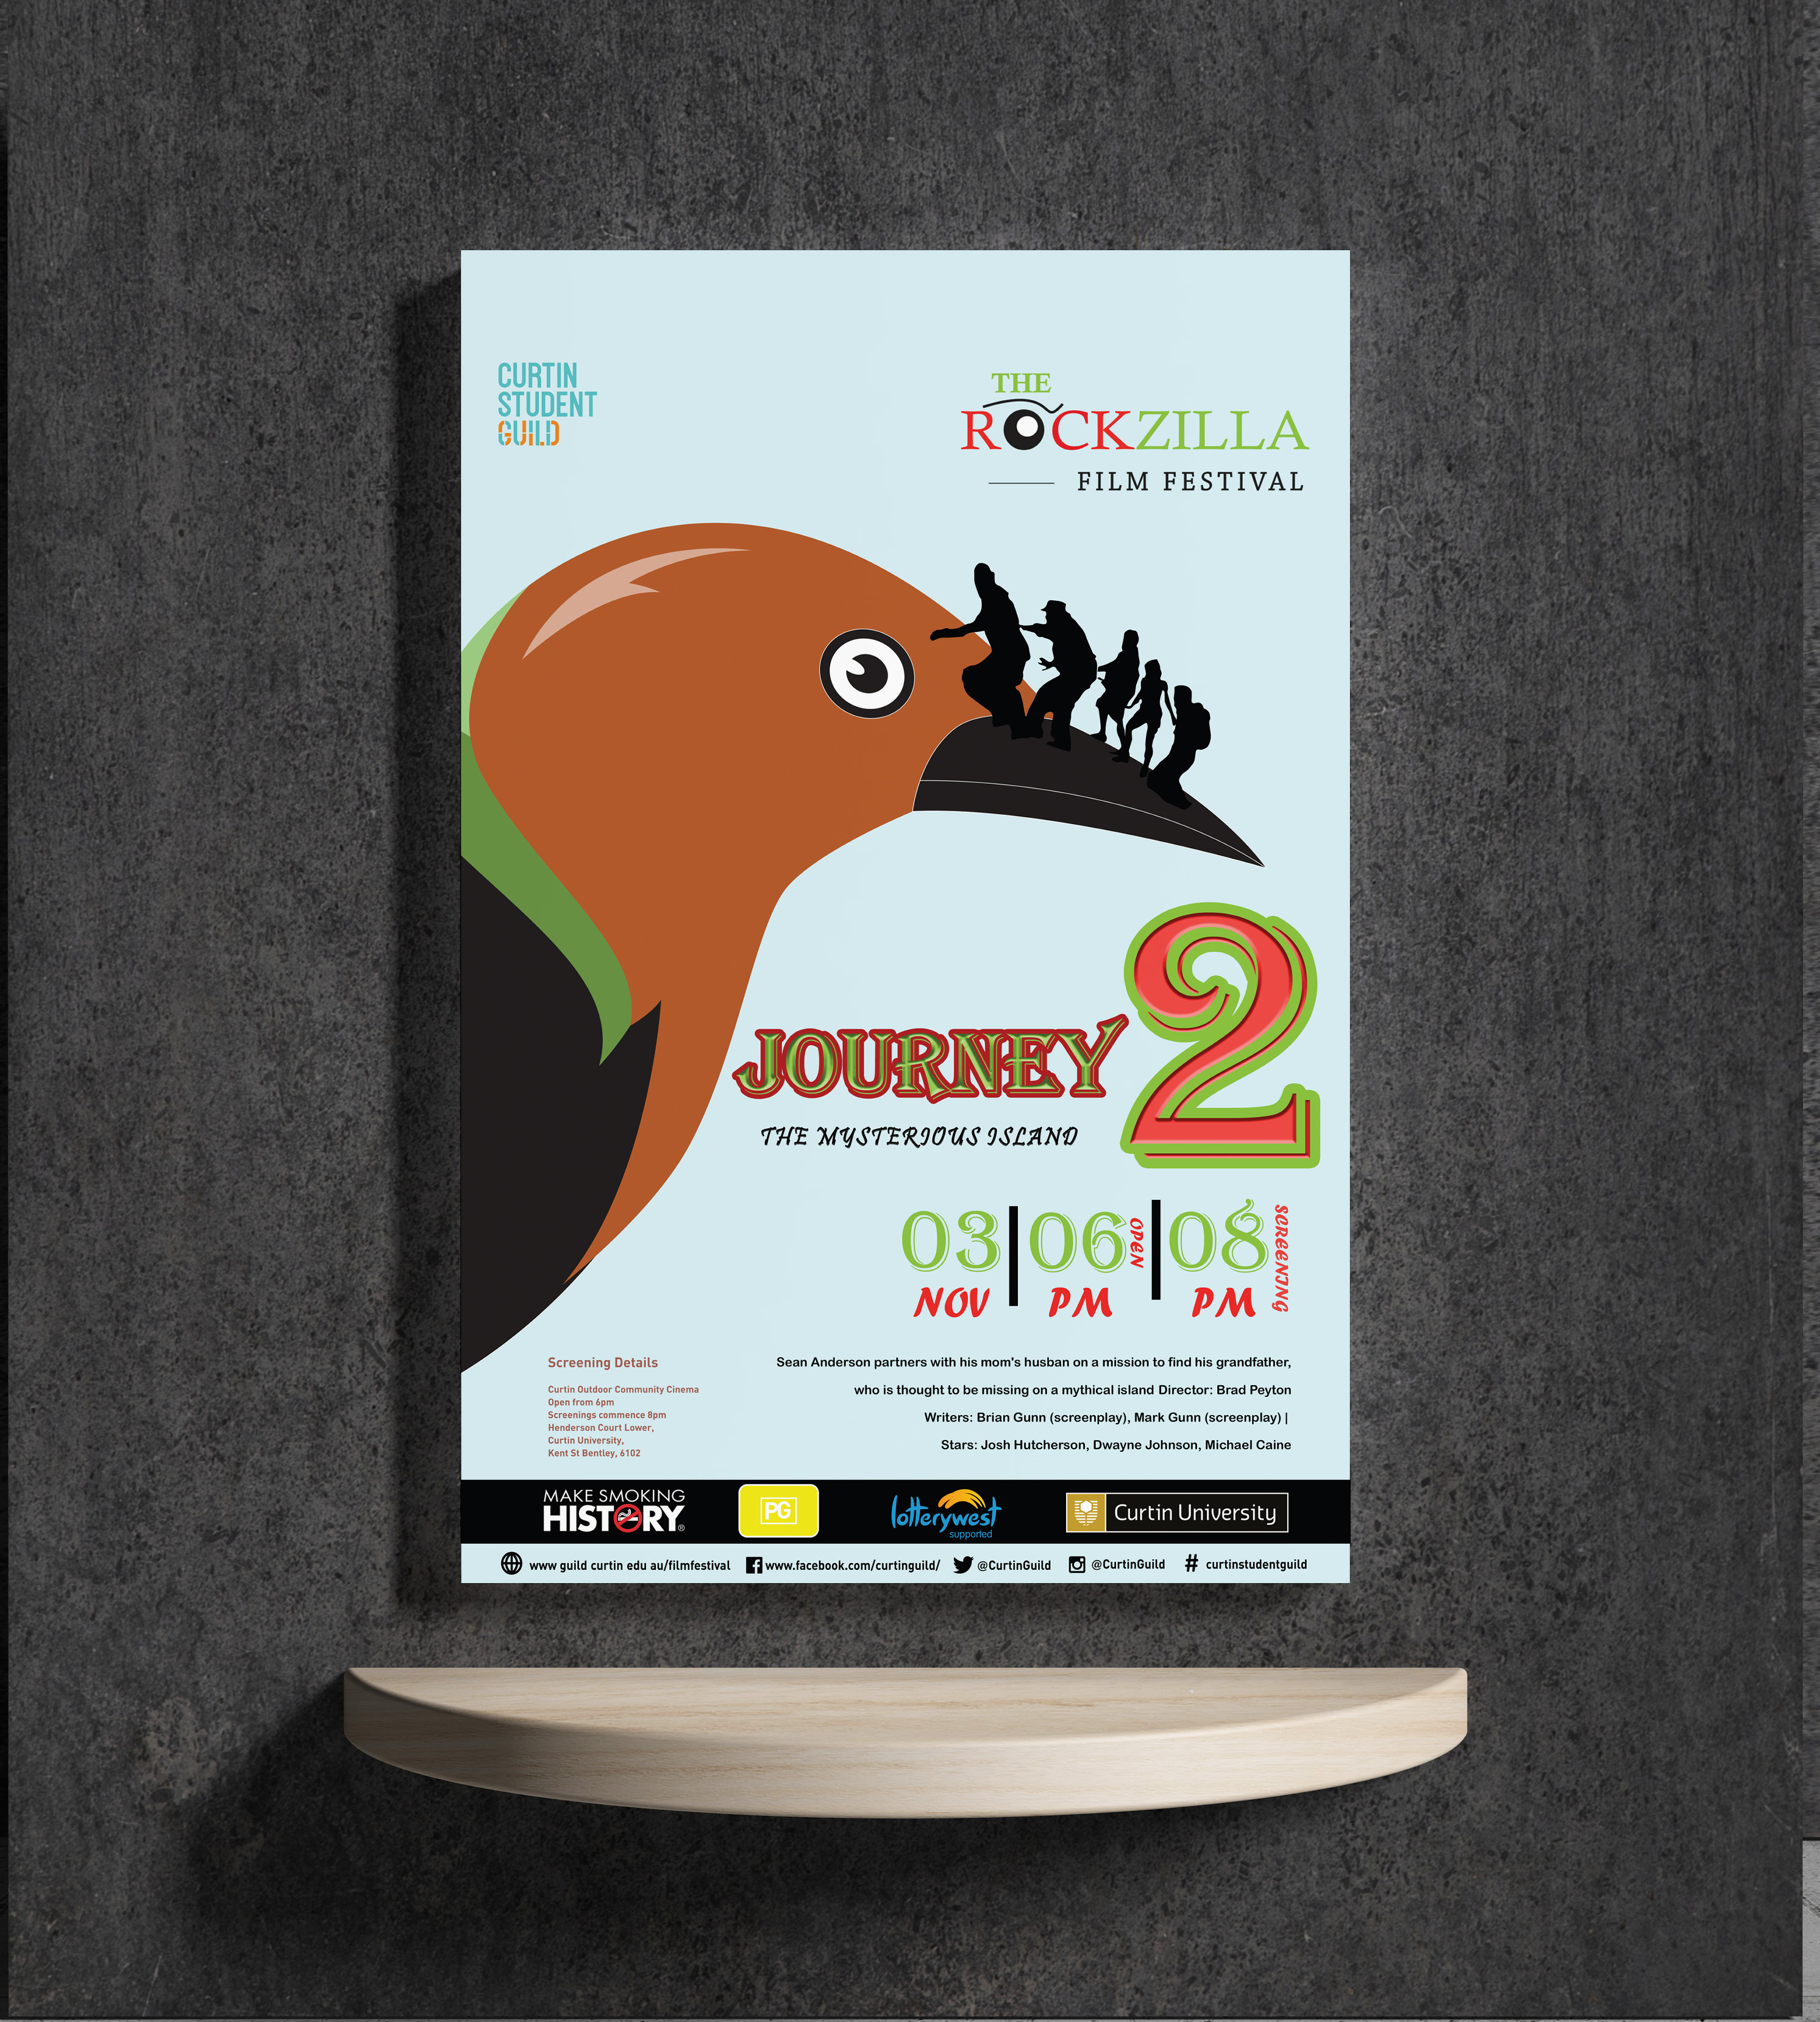 CURTIN
STUDENT
GUILD
THE
ROCKZILLA
FILM FESTIVAL
JOURNEY 2
THE MYSTERIOUS ISLAND
03 NOV
06 PM OPEN
08 PM SCREENING
Screening Details
Curtin Outdoor Community Cinema
Open from 6pm
Screenings commence 8pm
Henderson Court Lower,
Curtin University,
Kent St Bentley, 6102
Sean Anderson partners with his mom's husban on a mission to find his grandfather,
who is thought to be missing on a mythical island Director: Brad Peyton
Writers: Brian Gunn (screenplay), Mark Gunn (screenplay) |
Stars: Josh Hutcherson, Dwayne Johnson, Michael Caine
MAKE SMOKING
HISTORY®
PG
lotterywest
supported
Curtin University
www guild curtin edu au/filmfestival www.facebook.com/curtinguild/ @CurtinGuild @CurtinGuild # curtinstudentguild